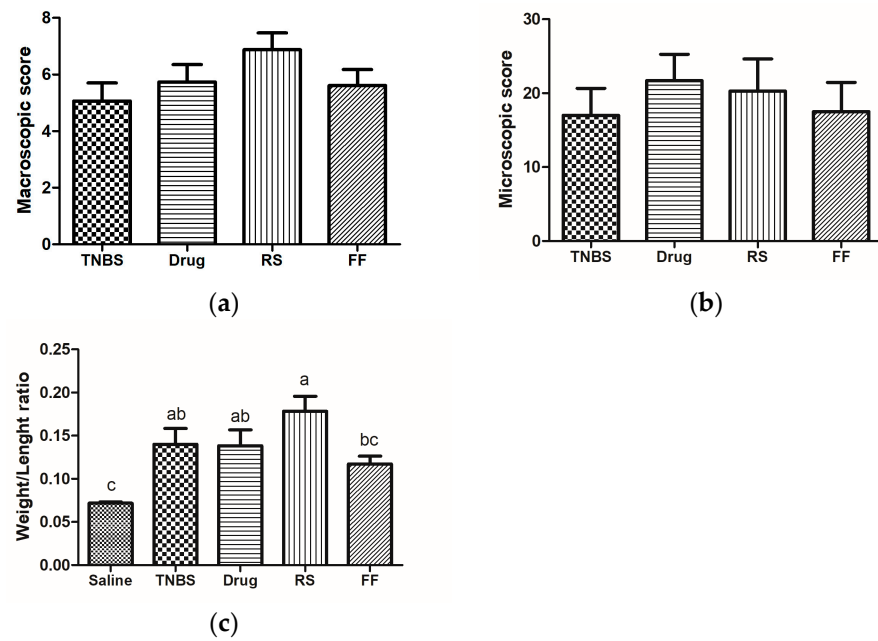 8
6
4
2
0
Macroscopic score
TNBS Drug RS FF
(a)
30
20
10
0
Microscopic score
TNBS Drug RS FF
(b)
0.25
0.20
0.15
0.10
0.05
0.00
Weight/Lenght ratio
c ab ab a bc
Saline TNBS Drug RS FF
(c)